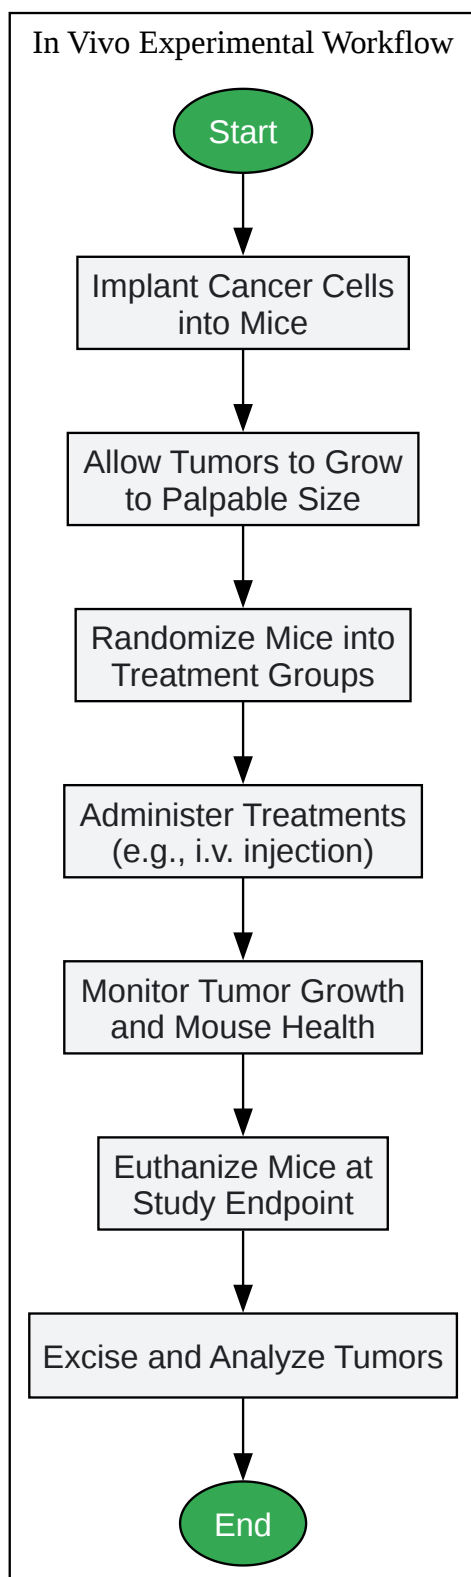 In Vivo Experimental Workflow
Start
Implant Cancer Cells
into Mice
Allow Tumors to Grow
to Palpable Size
Randomize Mice into
Treatment Groups
Administer Treatments
(e.g., i.v. injection)
Monitor Tumor Growth
and Mouse Health
Euthanize Mice at
Study Endpoint
Excise and Analyze Tumors
End